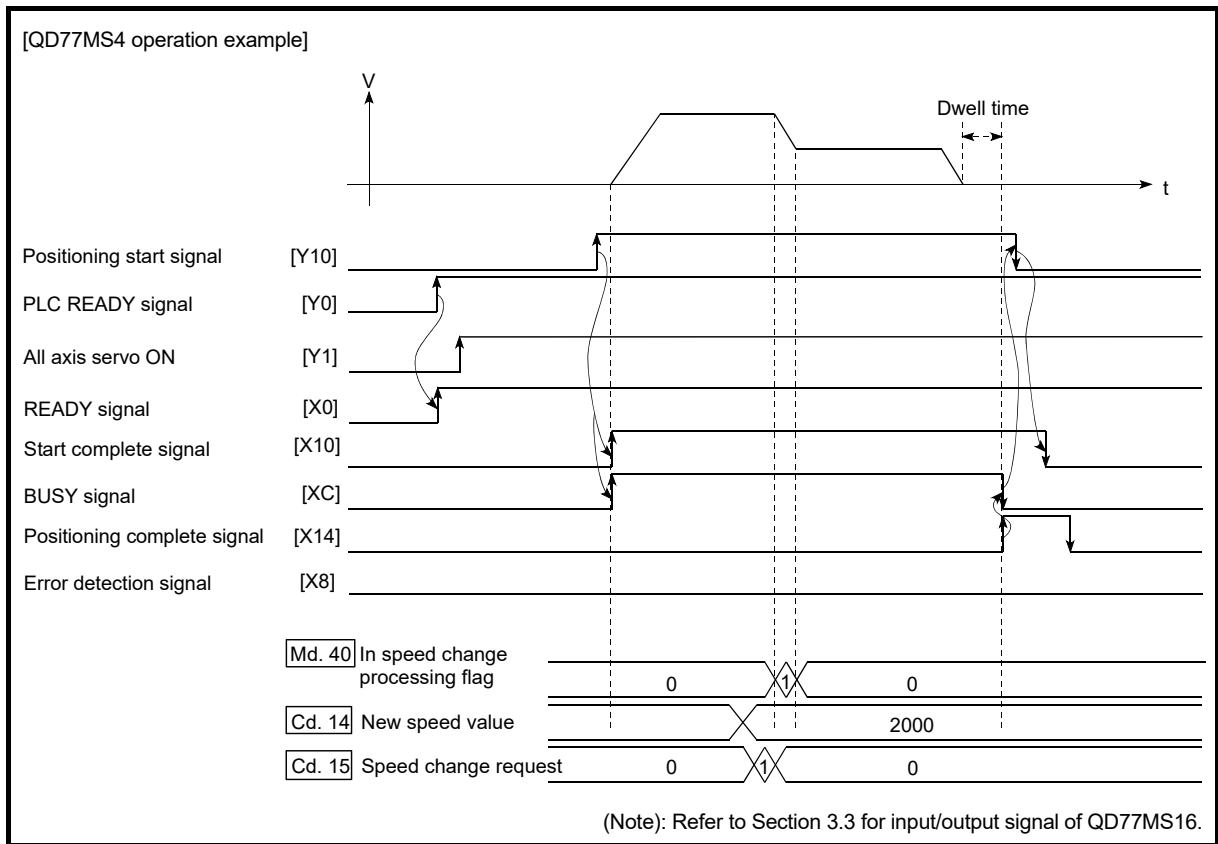 [QD77MS4 operation example]
V
Dwell time
t
Positioning start signal [Y10]
PLC READY signal [Y0]
All axis servo ON [Y1]
READY signal [X0]
Start complete signal [X10]
BUSY signal [XC]
Positioning complete signal [X14]
Error detection signal [X8]
Md. 40 In speed change
processing flag 0 1 0
Cd. 14 New speed value 2000
Cd. 15 Speed change request 0 1 0
(Note): Refer to Section 3.3 for input/output signal of QD77MS16.